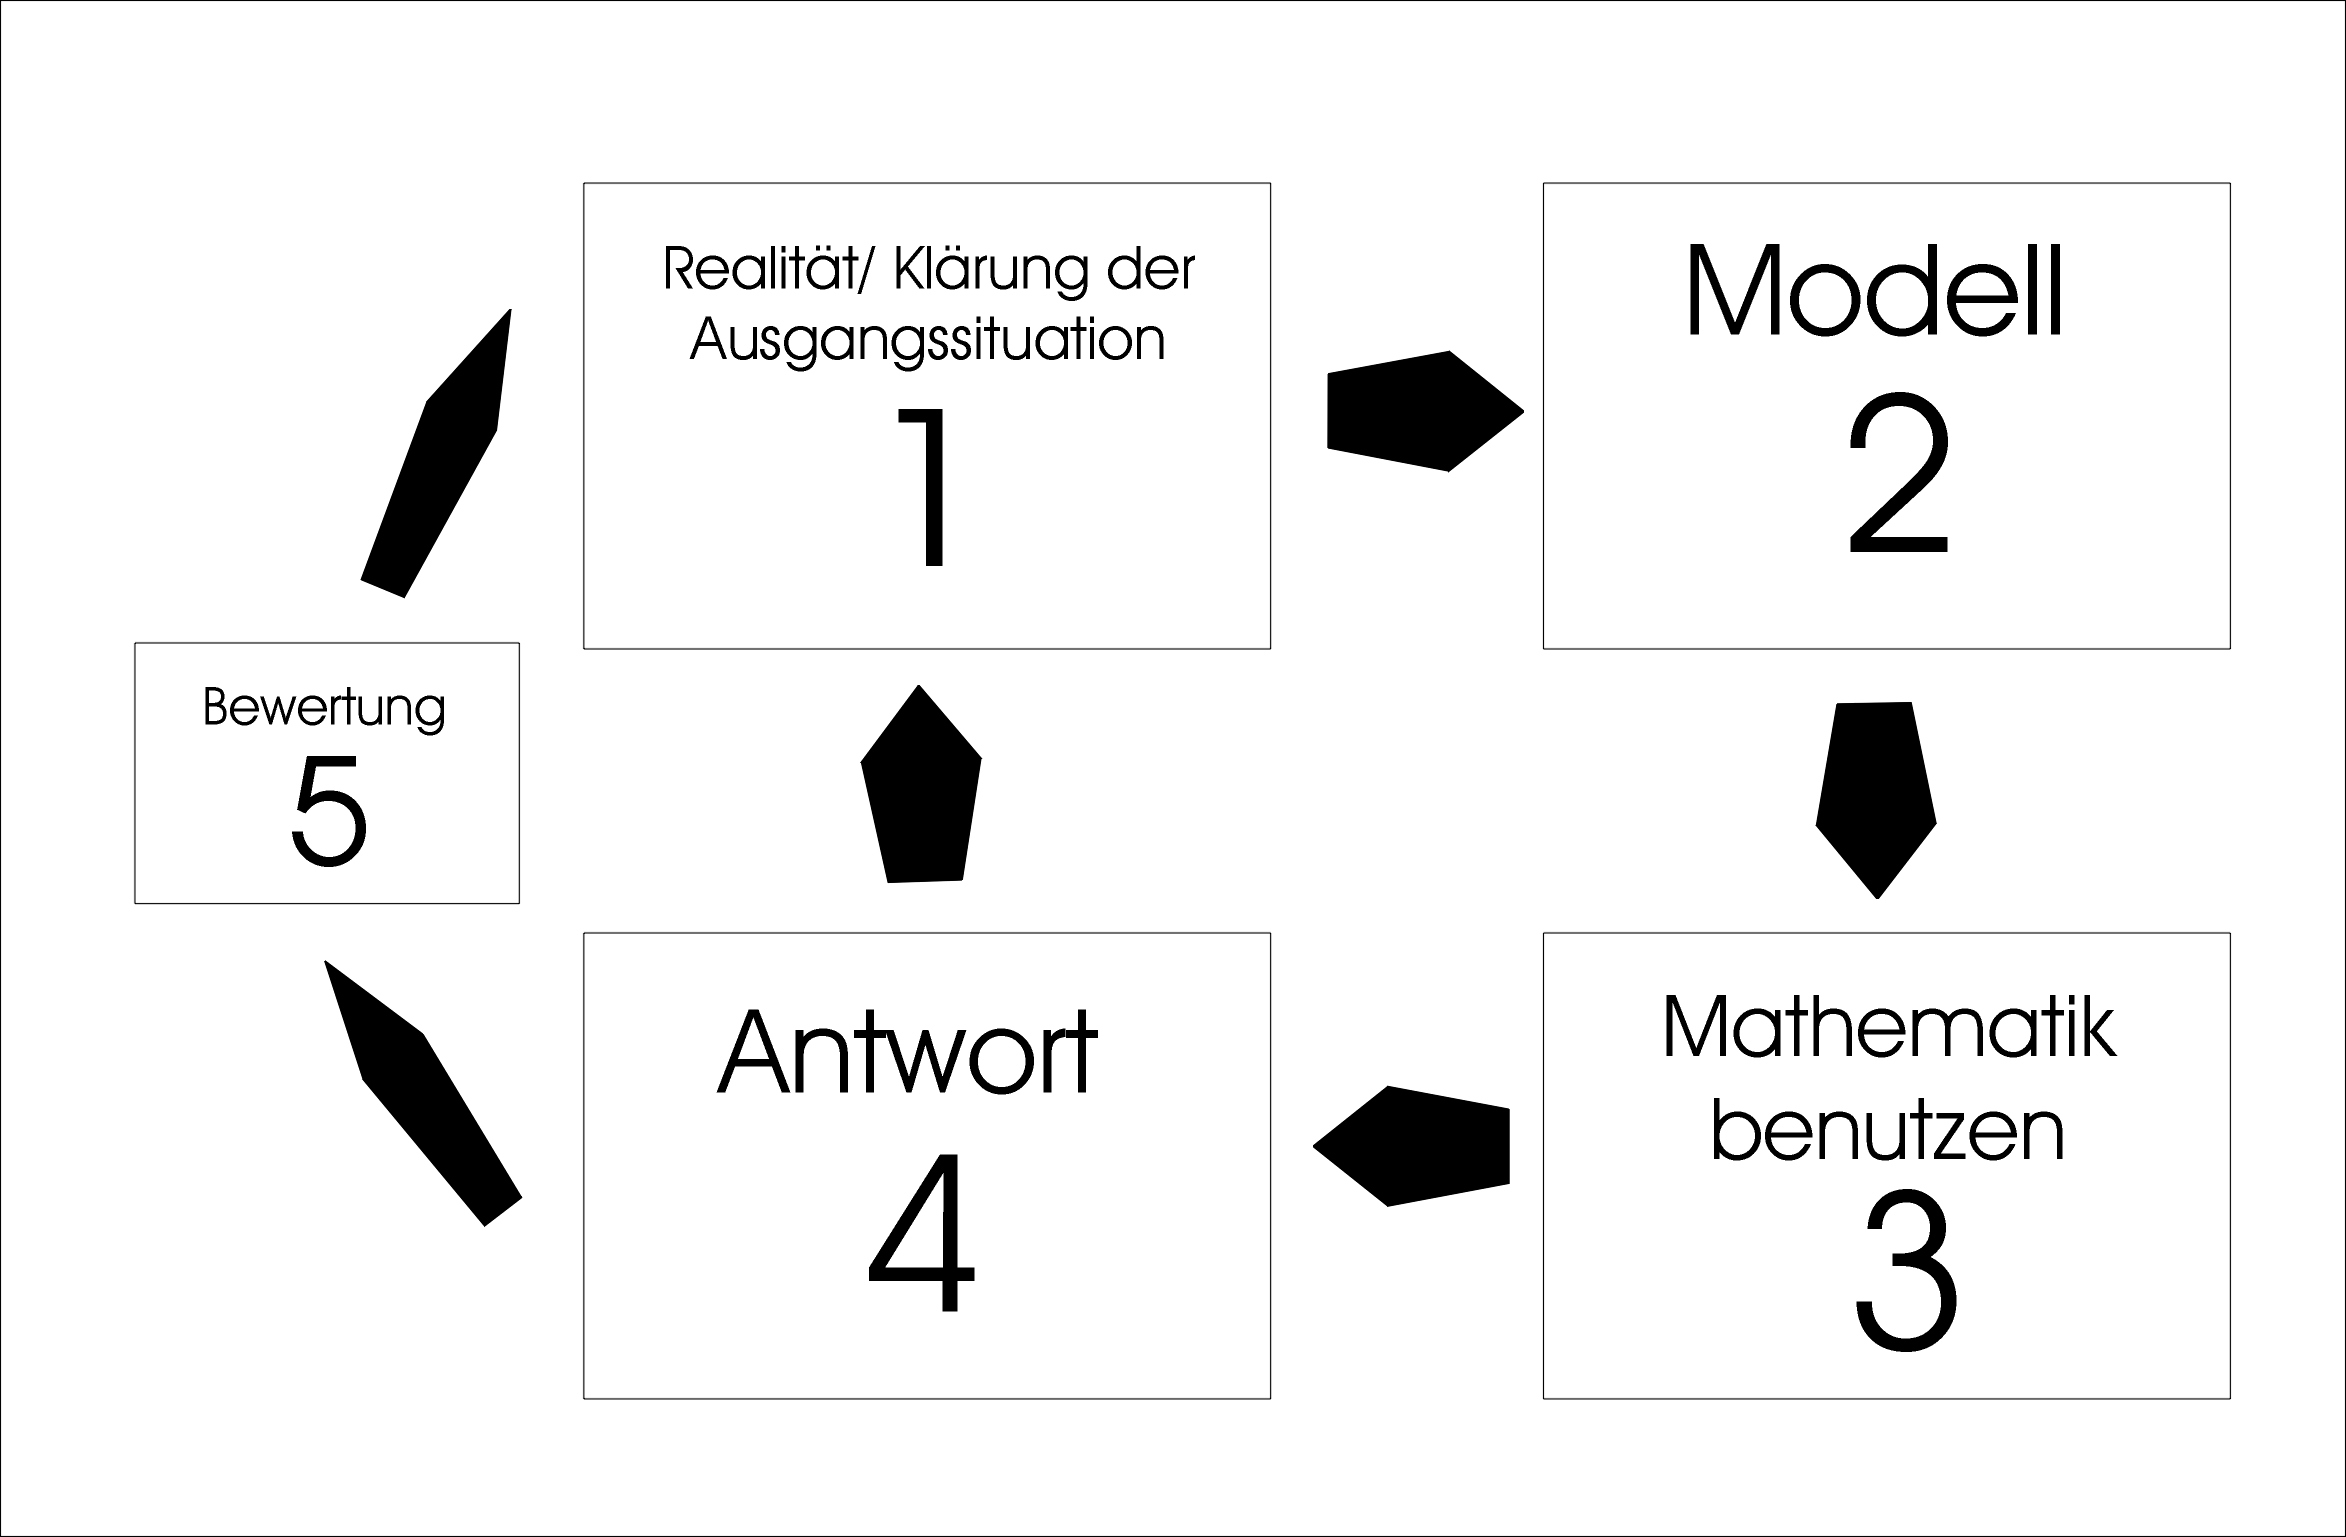 Realität/ Klärung der
Ausgangssituation
1
Modell
2
Mathematik
benutzen
3
Antwort
4
Bewertung
5